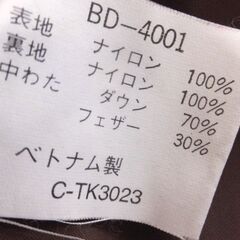 BD-4001
表地 ナイロン 100%
裏地 ナイロン 100%
中わた ダウン 70%
フェザー 30%
ベトナム製
C-TK3023